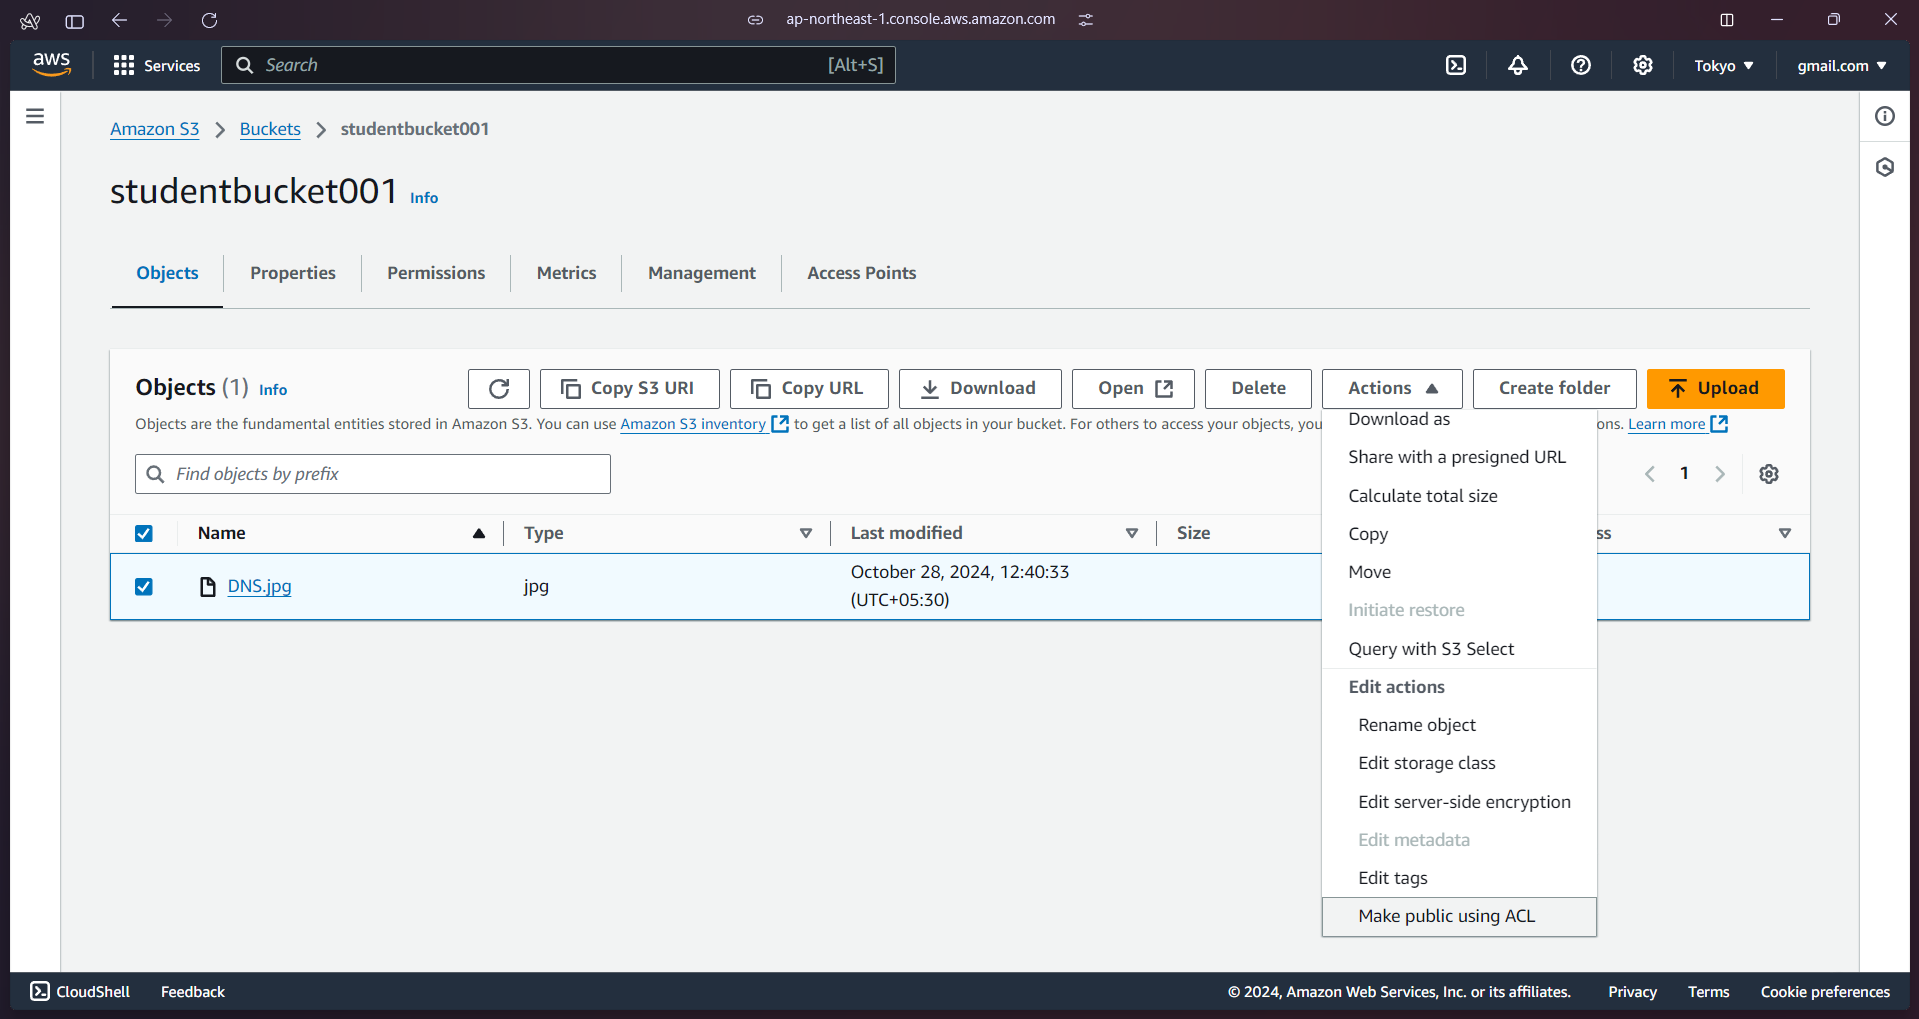 ap-northeast-1.console.aws.amazon.com
aws Services Search [Alt+S] Tokyo gmail.com
Amazon S3 Buckets studentbucket001
studentbucket001 Info
Objects Properties Permissions Metrics Management Access Points
Objects (1) Info Copy S3 URI Copy URL Download Open Delete Actions Create folder Upload
Objects are the fundamental entities stored in Amazon S3. You can use Amazon S3 inventory to get a list of all objects in your bucket. For others to access your objects, you ons. Learn more
Find objects by prefix 1
Name Type Last modified Size ss
DNS.jpg jpg October 28, 2024, 12:40:33
(UTC+05:30)
Download as
Share with a presigned URL
Calculate total size
Copy
Move
Initiate restore
Query with S3 Select
Edit actions
Rename object
Edit storage class
Edit server-side encryption
Edit metadata
Edit tags
Make public using ACL
CloudShell Feedback © 2024, Amazon Web Services, Inc. or its affiliates. Privacy Terms Cookie preferences